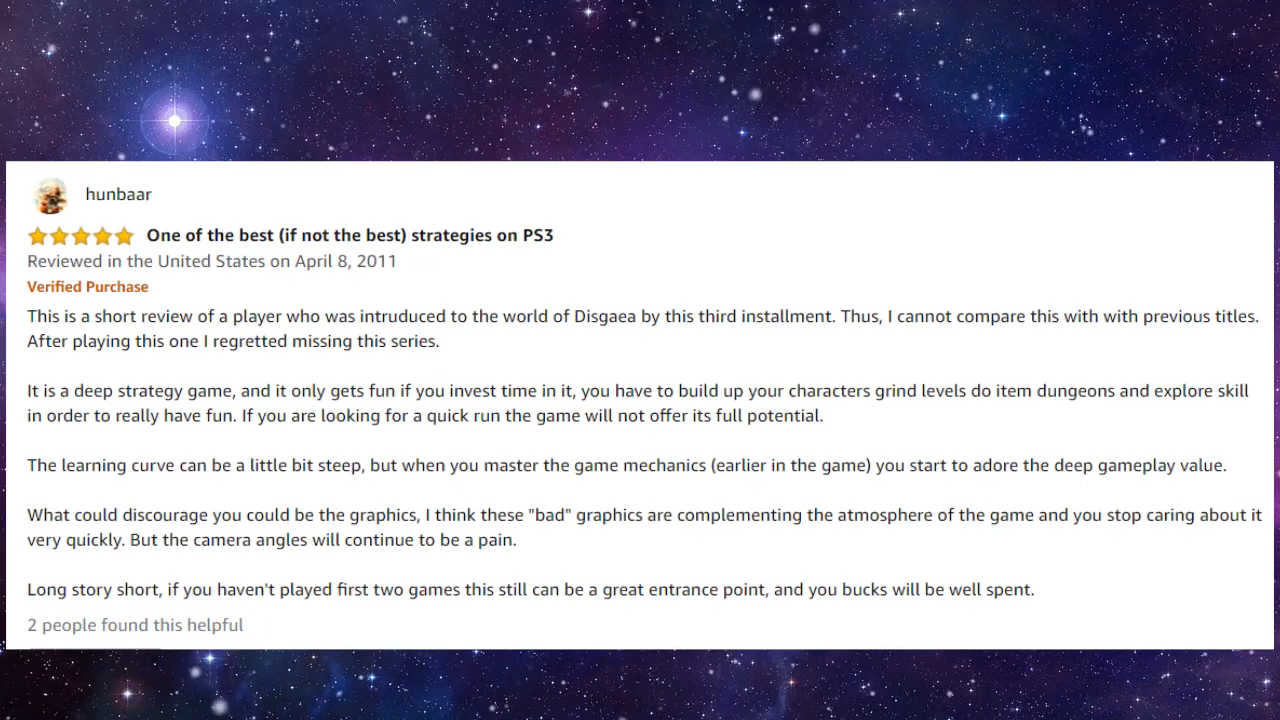 hunbaar
One of the best (if not the best) strategies on PS3
Reviewed in the United States on April 8, 2011
Verified Purchase
This is a short review of a player who was intruduced to the world of Disgaea by this third installment. Thus, I cannot compare this with with previous titles.
After playing this one I regretted missing this series.
It is a deep strategy game, and it only gets fun if you invest time in it, you have to build up your characters grind levels do item dungeons and explore skill
in order to really have fun. If you are looking for a quick run the game will not offer its full potential.
The learning curve can be a little bit steep, but when you master the game mechanics (earlier in the game) you start to adore the deep gameplay value.
What could discourage you could be the graphics, I think these "bad" graphics are complementing the atmosphere of the game and you stop caring about it
very quickly. But the camera angles will continue to be a pain.
Long story short, if you haven't played first two games this still can be a great entrance point, and you bucks will be well spent.
2 people found this helpful